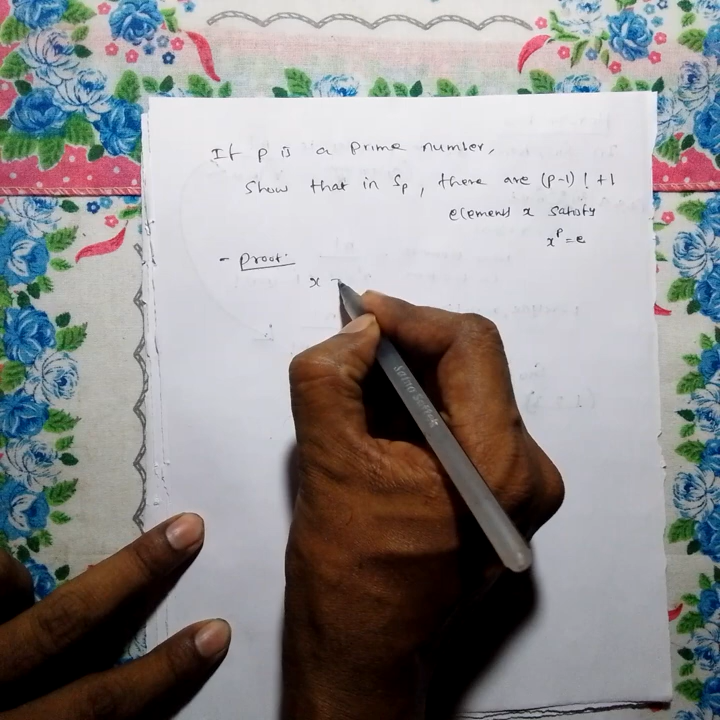 If p is a prime number,
Show that in Sp, there are (p-1)! +1
elements x satisfy
x^p = e
- Proof:
x -